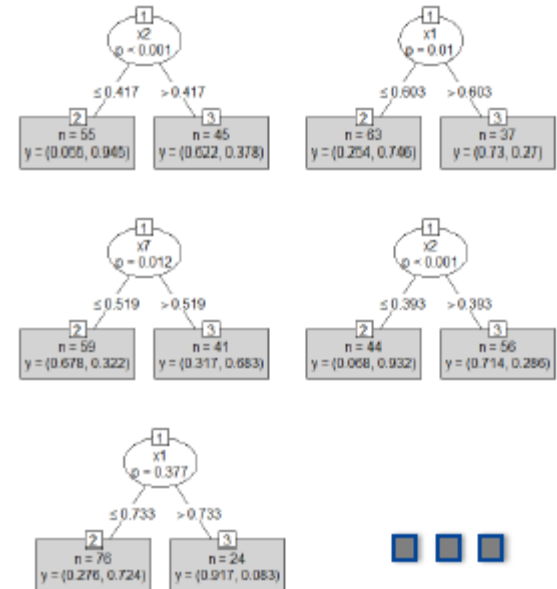 1
x2
p < 0.001
≤ 0.417 > 0.417
2
n = 55
y = (0.055, 0.945)
3
n = 45
y = (0.622, 0.378)
1
x1
p = 0.01
≤ 0.603 > 0.603
2
n = 63
y = (0.254, 0.746)
3
n = 37
y = (0.73, 0.27)
1
x7
p = 0.012
≤ 0.519 > 0.519
2
n = 59
y = (0.678, 0.322)
3
n = 41
y = (0.317, 0.683)
1
x2
p < 0.001
≤ 0.393 > 0.393
2
n = 44
y = (0.068, 0.932)
3
n = 56
y = (0.714, 0.286)
1
x1
p = 0.377
≤ 0.733 > 0.733
2
n = 76
y = (0.276, 0.724)
3
n = 24
y = (0.917, 0.083)